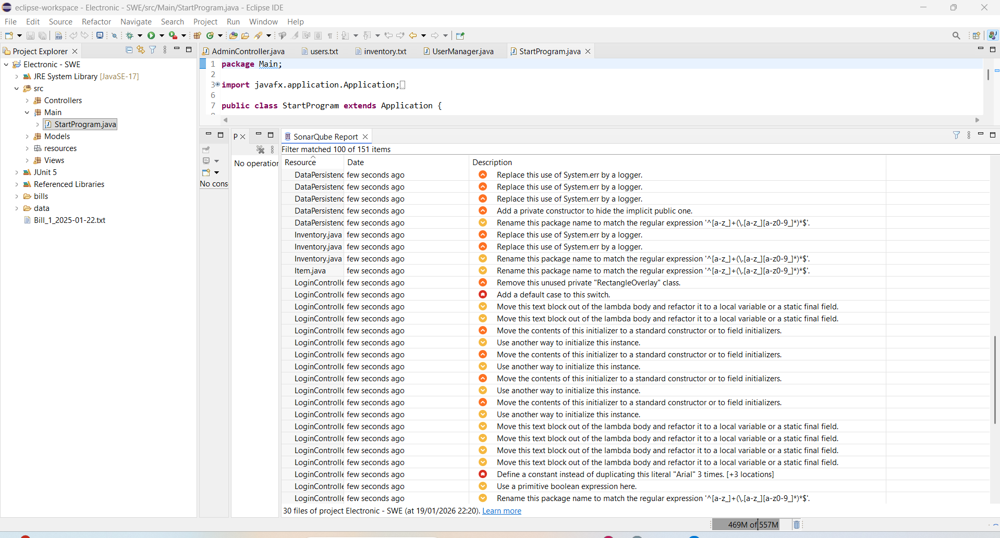 eclipse-workspace - Electronic - SWE/src/Main/StartProgram.java - Eclipse IDE
File Edit Source Refactor Navigate Search Project Run Window Help
Project Explorer
Electronic - SWE
JRE System Library [JavaSE-17]
src
Controllers
Main
StartProgram.java
Models
resources
Views
JUnit 5
Referenced Libraries
bills
data
Bill_1_2025-01-22.txt
AdminController.java users.txt inventory.txt UserManager.java StartProgram.java
1 package Main;
2
3 import javafx.application.Application;
6
7 public class StartProgram extends Application {
No cons
P
No operation
SonarQube Report
Filter matched 100 of 151 items
Resource Date Description
DataPersistenc few seconds ago Replace this use of System.err by a logger.
DataPersistenc few seconds ago Replace this use of System.err by a logger.
DataPersistenc few seconds ago Replace this use of System.err by a logger.
DataPersistenc few seconds ago Add a private constructor to hide the implicit public one.
DataPersistenc few seconds ago Rename this package name to match the regular expression '^[a-z_]+(\.[a-z_][a-z0-9_]*)*$'.
Inventory.java few seconds ago Replace this use of System.err by a logger.
Inventory.java few seconds ago Replace this use of System.err by a logger.
Inventory.java few seconds ago Rename this package name to match the regular expression '^[a-z_]+(\.[a-z_][a-z0-9_]*)*$'.
Item.java few seconds ago Rename this package name to match the regular expression '^[a-z_]+(\.[a-z_][a-z0-9_]*)*$'.
LoginControlle few seconds ago Remove this unused private "RectangleOverlay" class.
LoginControlle few seconds ago Add a default case to this switch.
LoginControlle few seconds ago Move this text block out of the lambda body and refactor it to a local variable or a static final field.
LoginControlle few seconds ago Move this text block out of the lambda body and refactor it to a local variable or a static final field.
LoginControlle few seconds ago Move the contents of this initializer to a standard constructor or to field initializers.
LoginControlle few seconds ago Use another way to initialize this instance.
LoginControlle few seconds ago Move the contents of this initializer to a standard constructor or to field initializers.
LoginControlle few seconds ago Use another way to initialize this instance.
LoginControlle few seconds ago Move the contents of this initializer to a standard constructor or to field initializers.
LoginControlle few seconds ago Use another way to initialize this instance.
LoginControlle few seconds ago Move the contents of this initializer to a standard constructor or to field initializers.
LoginControlle few seconds ago Use another way to initialize this instance.
LoginControlle few seconds ago Move this text block out of the lambda body and refactor it to a local variable or a static final field.
LoginControlle few seconds ago Move this text block out of the lambda body and refactor it to a local variable or a static final field.
LoginControlle few seconds ago Move this text block out of the lambda body and refactor it to a local variable or a static final field.
LoginControlle few seconds ago Move this text block out of the lambda body and refactor it to a local variable or a static final field.
LoginControlle few seconds ago Define a constant instead of duplicating this literal "Arial" 3 times. [+3 locations]
LoginControlle few seconds ago Use a primitive boolean expression here.
LoginControlle few seconds ago Rename this package name to match the regular expression '^[a-z_]+(\.[a-z_][a-z0-9_]*)*$'.
30 files of project Electronic - SWE (at 19/01/2026 22:20). Learn more
469M of 557M